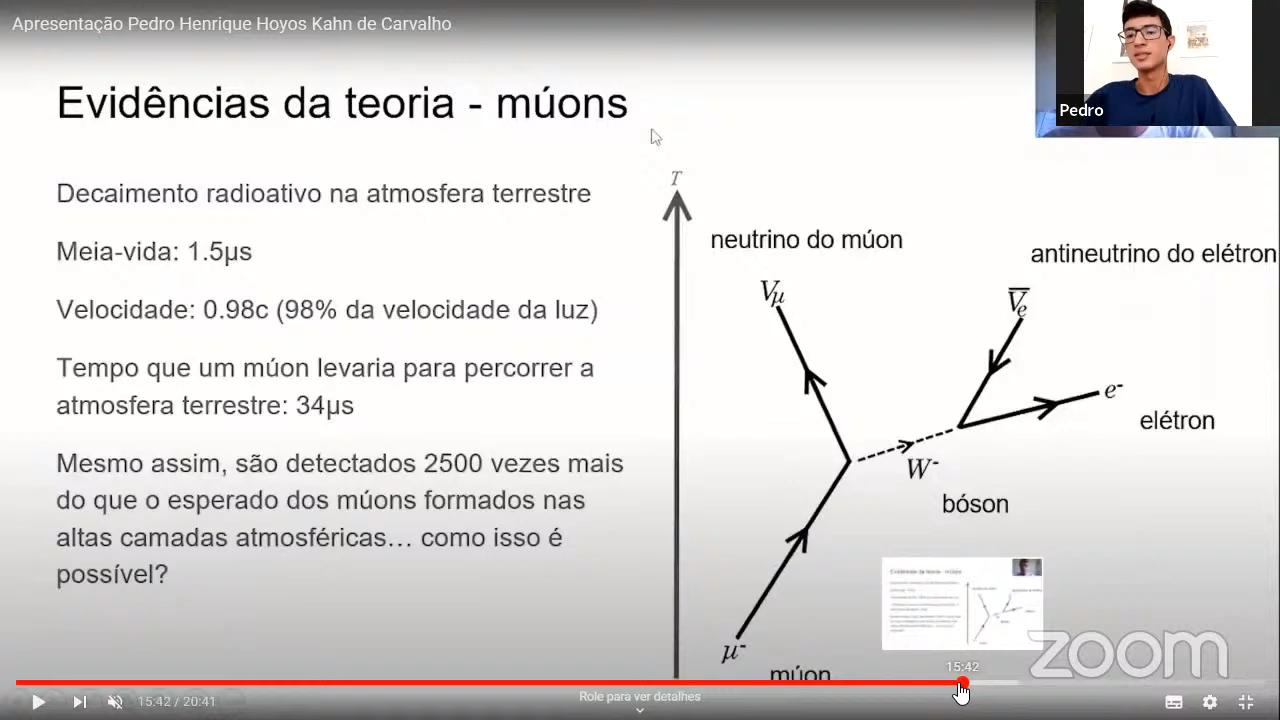 Apresentação Pedro Henrique Hoyos Kahn de Carvalho
Pedro
Evidências da teoria - múons
Decaimento radioativo na atmosfera terrestre
Meia-vida: 1.5μs
Velocidade: 0.98c (98% da velocidade da luz)
Tempo que um múon levaria para percorrer a
atmosfera terrestre: 34μs
Mesmo assim, são detectados 2500 vezes mais
do que o esperado dos múons formados nas
altas camadas atmosféricas… como isso é
possível?
T
neutrino do múon
antineutrino do elétron
Vμ
V̅e
e-
elétron
W-
bóson
μ-
múon
zoom
15:42
15:42 / 20:41
Role para ver detalhes